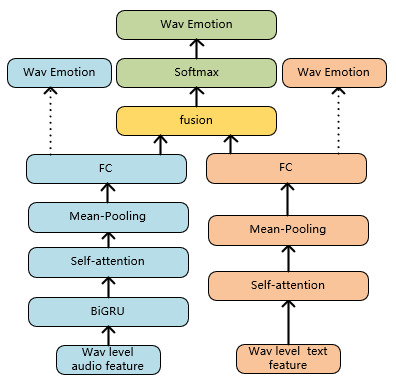 Wav Emotion
Wav Emotion
Softmax
Wav Emotion
fusion
FC
FC
Mean-Pooling
Mean-Pooling
Self-attention
Self-attention
BiGRU
Wav level
audio feature
Wav level text
feature